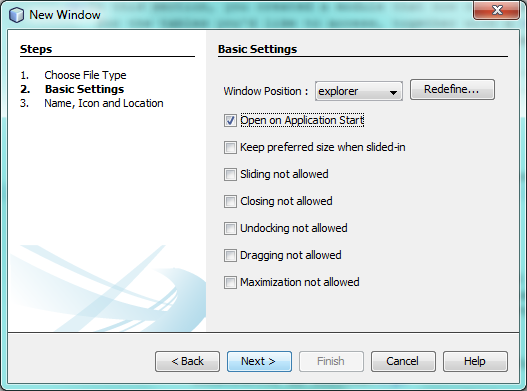 New Window
Steps
1. Choose File Type
2. Basic Settings
3. Name, Icon and Location
Basic Settings
Window Position : explorer Redefine...
Open on Application Start
Keep preferred size when slided-in
Sliding not allowed
Closing not allowed
Undocking not allowed
Dragging not allowed
Maximization not allowed
< Back Next > Finish Cancel Help